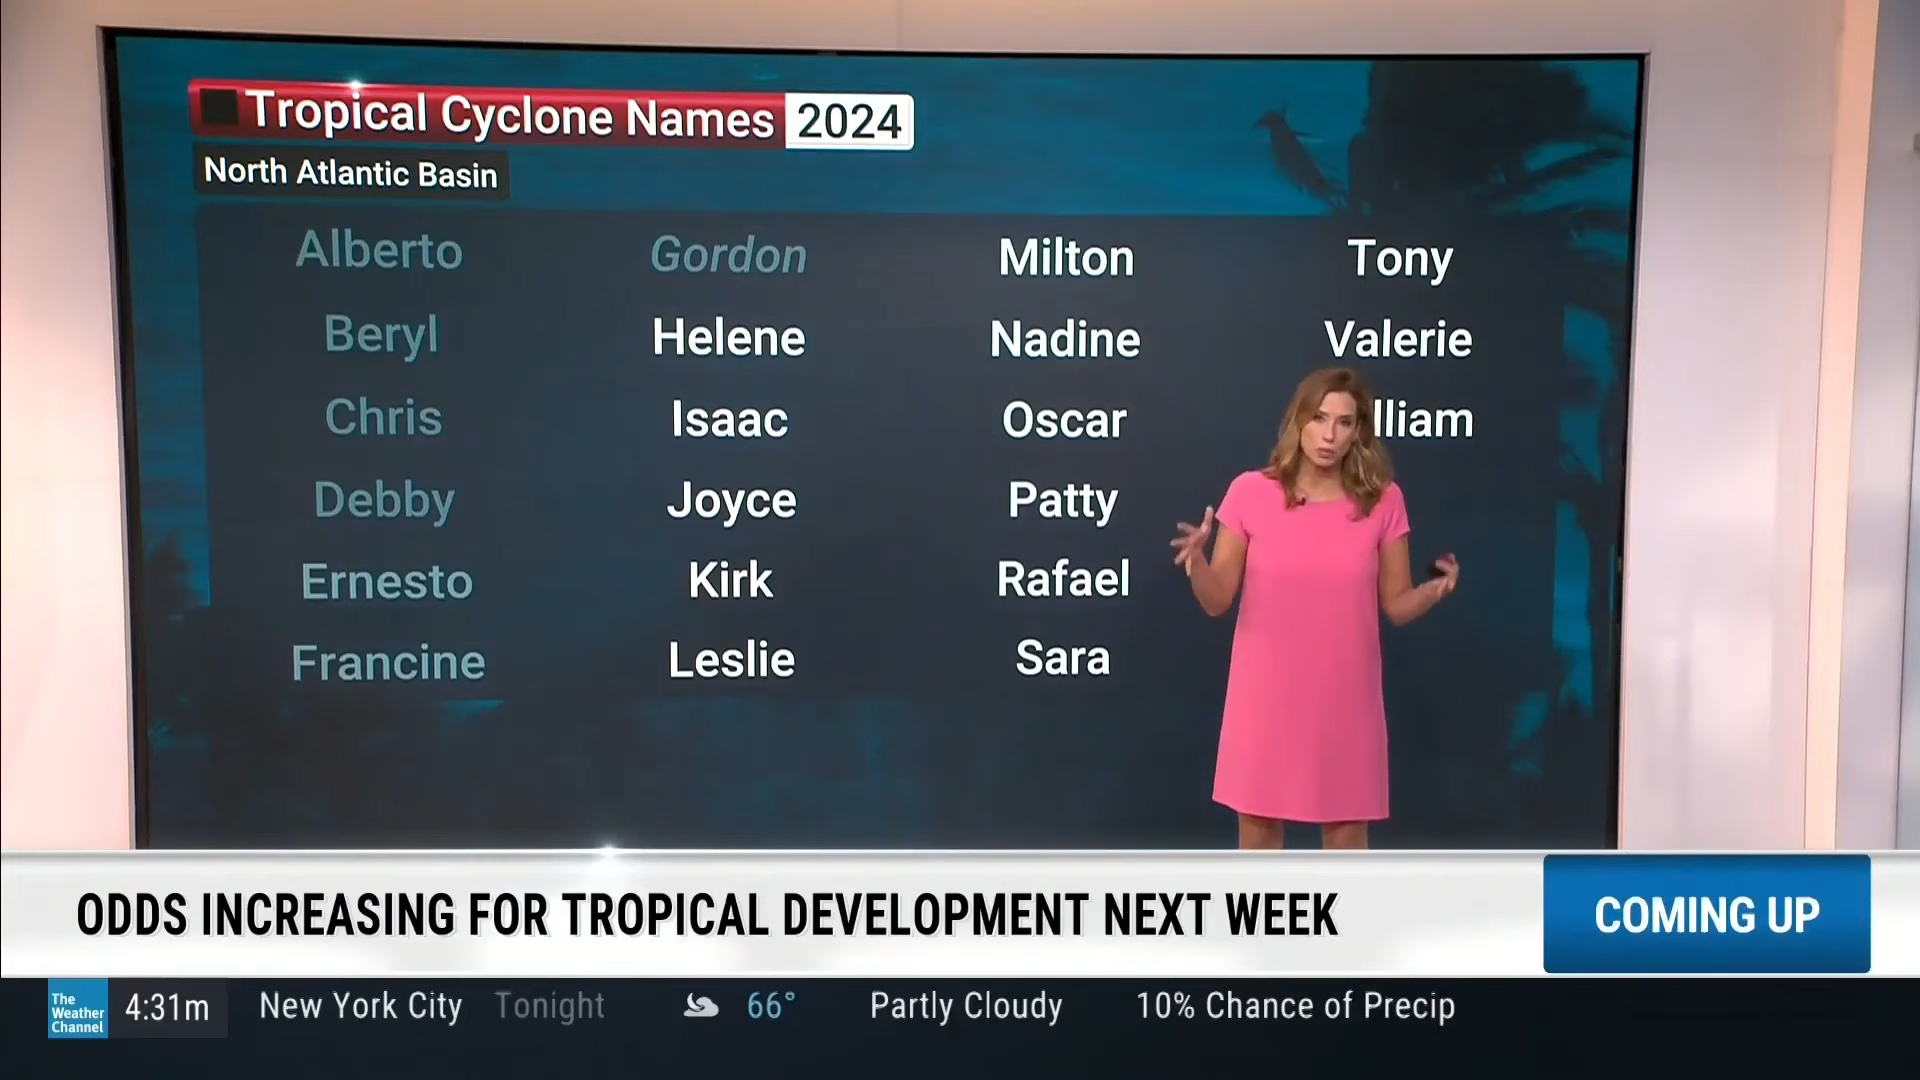 Tropical Cyclone Names 2024
North Atlantic Basin
Alberto
Beryl
Chris
Debby
Ernesto
Francine
Gordon
Helene
Isaac
Joyce
Kirk
Leslie
Milton
Nadine
Oscar
Patty
Rafael
Sara
Tony
Valerie
lliam
ODDS INCREASING FOR TROPICAL DEVELOPMENT NEXT WEEK
COMING UP
The
Weather
Channel
4:31m New York City Tonight 66° Partly Cloudy 10% Chance of Precip